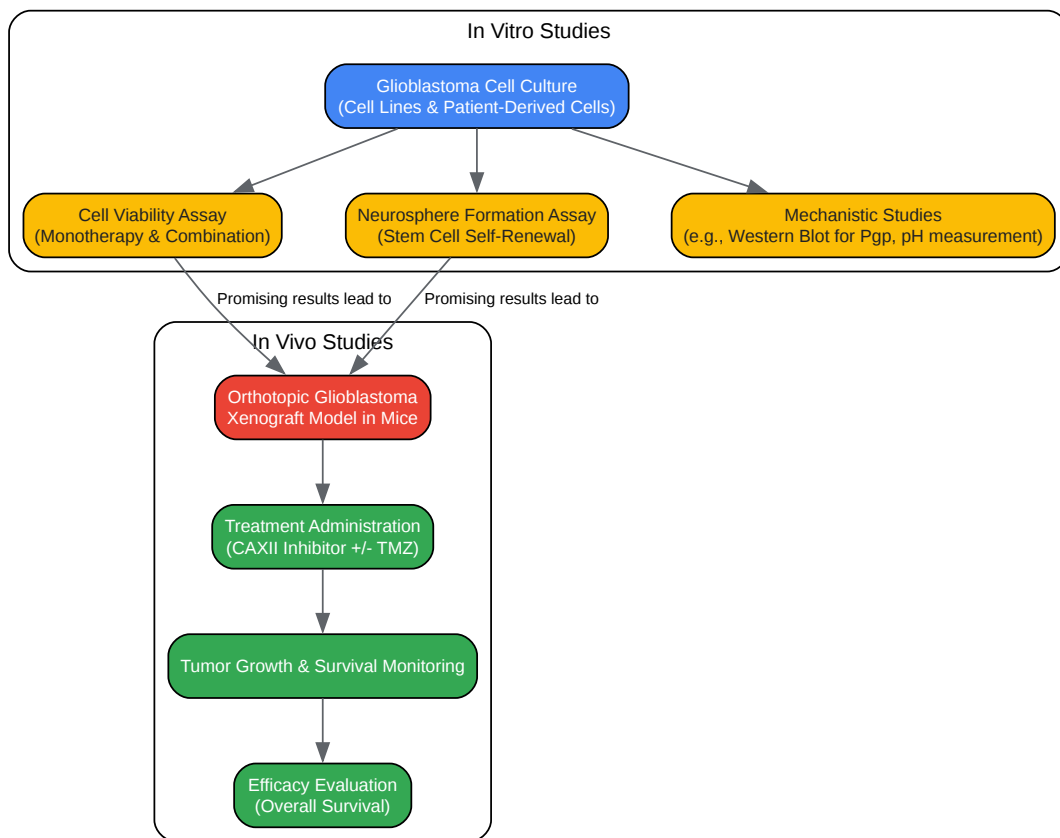 In Vitro Studies
Glioblastoma Cell Culture
(Cell Lines & Patient-Derived Cells)
Cell Viability Assay
(Monotherapy & Combination)
Neurosphere Formation Assay
(Stem Cell Self-Renewal)
Mechanistic Studies
(e.g., Western Blot for Pgp, pH measurement)
Promising results lead to
Promising results lead to
In Vivo Studies
Orthotopic Glioblastoma
Xenograft Model in Mice
Treatment Administration
(CAXII Inhibitor +/- TMZ)
Tumor Growth & Survival Monitoring
Efficacy Evaluation
(Overall Survival)